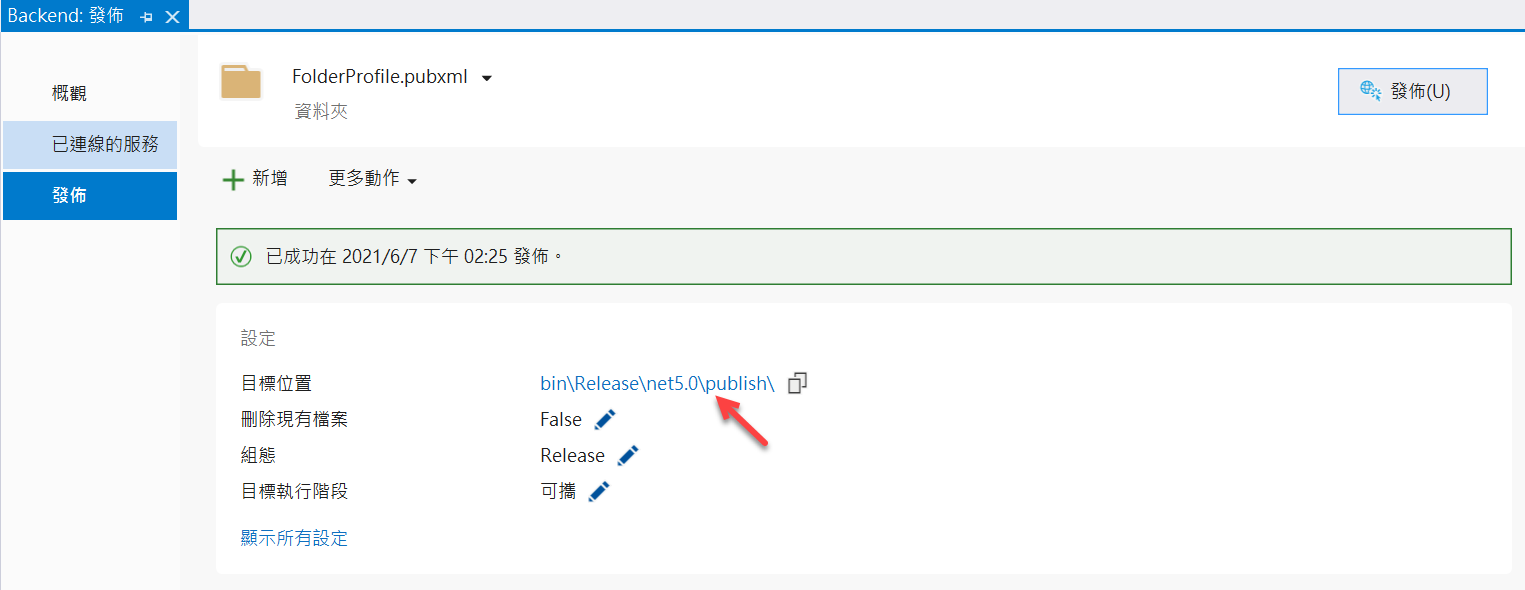 Backend: 發佈
概觀
已連線的服務
發佈
FolderProfile.pubxml
資料夾
發佈(U)
新增 更多動作
已成功在 2021/6/7 下午 02:25 發佈。
設定
目標位置 bin\Release\net5.0\publish\
刪除現有檔案 False
組態 Release
目標執行階段 可攜
顯示所有設定